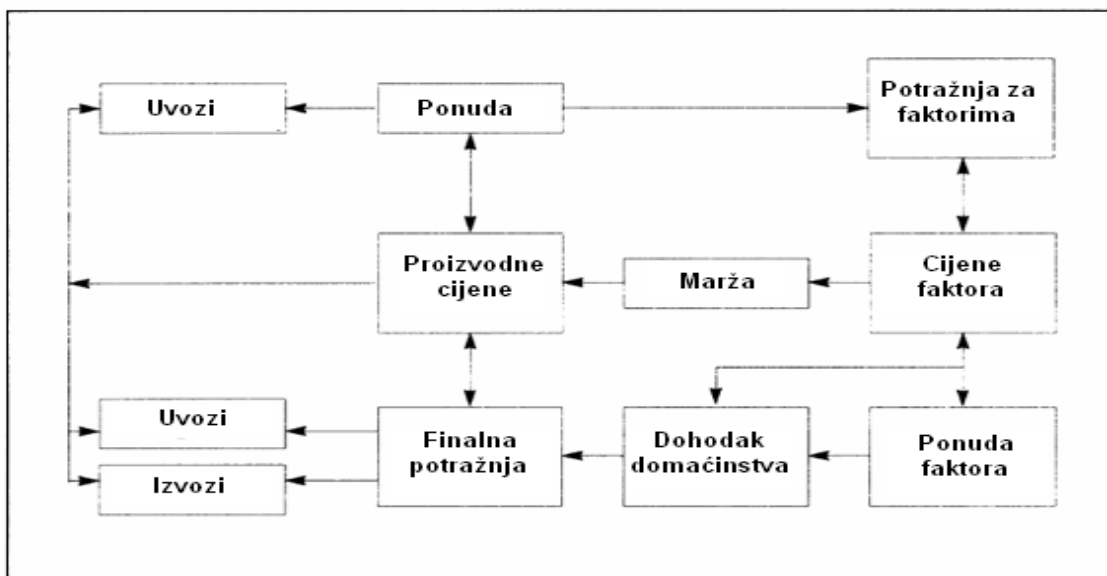 Uvozi
Ponuda
Potražnja za
faktorima
Proizvodne
cijene
Marža
Cijene
faktora
Uvozi
Izvozi
Finalna
potražnja
Dohodak
domaćinstva
Ponuda
faktora